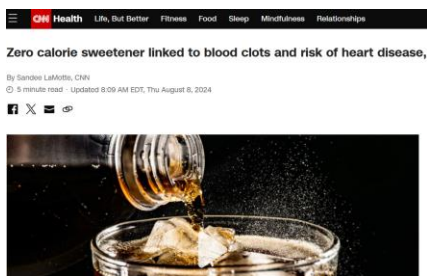 CNN Health Life, But Better Fitness Food Sleep Mindfulness Relationships
Zero calorie sweetener linked to blood clots and risk of heart disease,
By Sandee LaMotte, CNN
5 minute read · Updated 8:09 AM EDT, Thu August 8, 2024